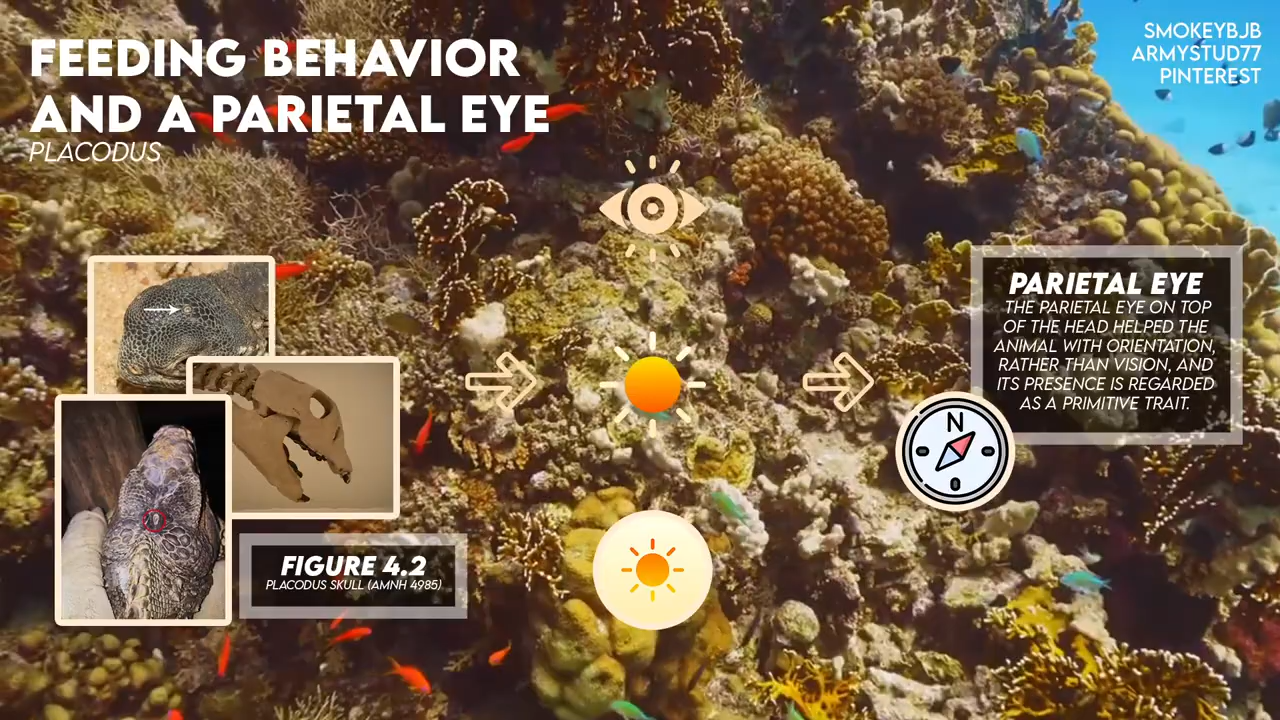 FEEDING BEHAVIOR
AND A PARIETAL EYE
PLACODUS
SMOKEYBJB
ARMYSTUD77
PINTEREST
PARIETAL EYE
THE PARIETAL EYE ON TOP
OF THE HEAD HELPED THE
ANIMAL WITH ORIENTATION,
RATHER THAN VISION, AND
ITS PRESENCE IS REGARDED
AS A PRIMITIVE TRAIT.
N
FIGURE 4.2
PLACODUS SKULL (AMNH 4985)